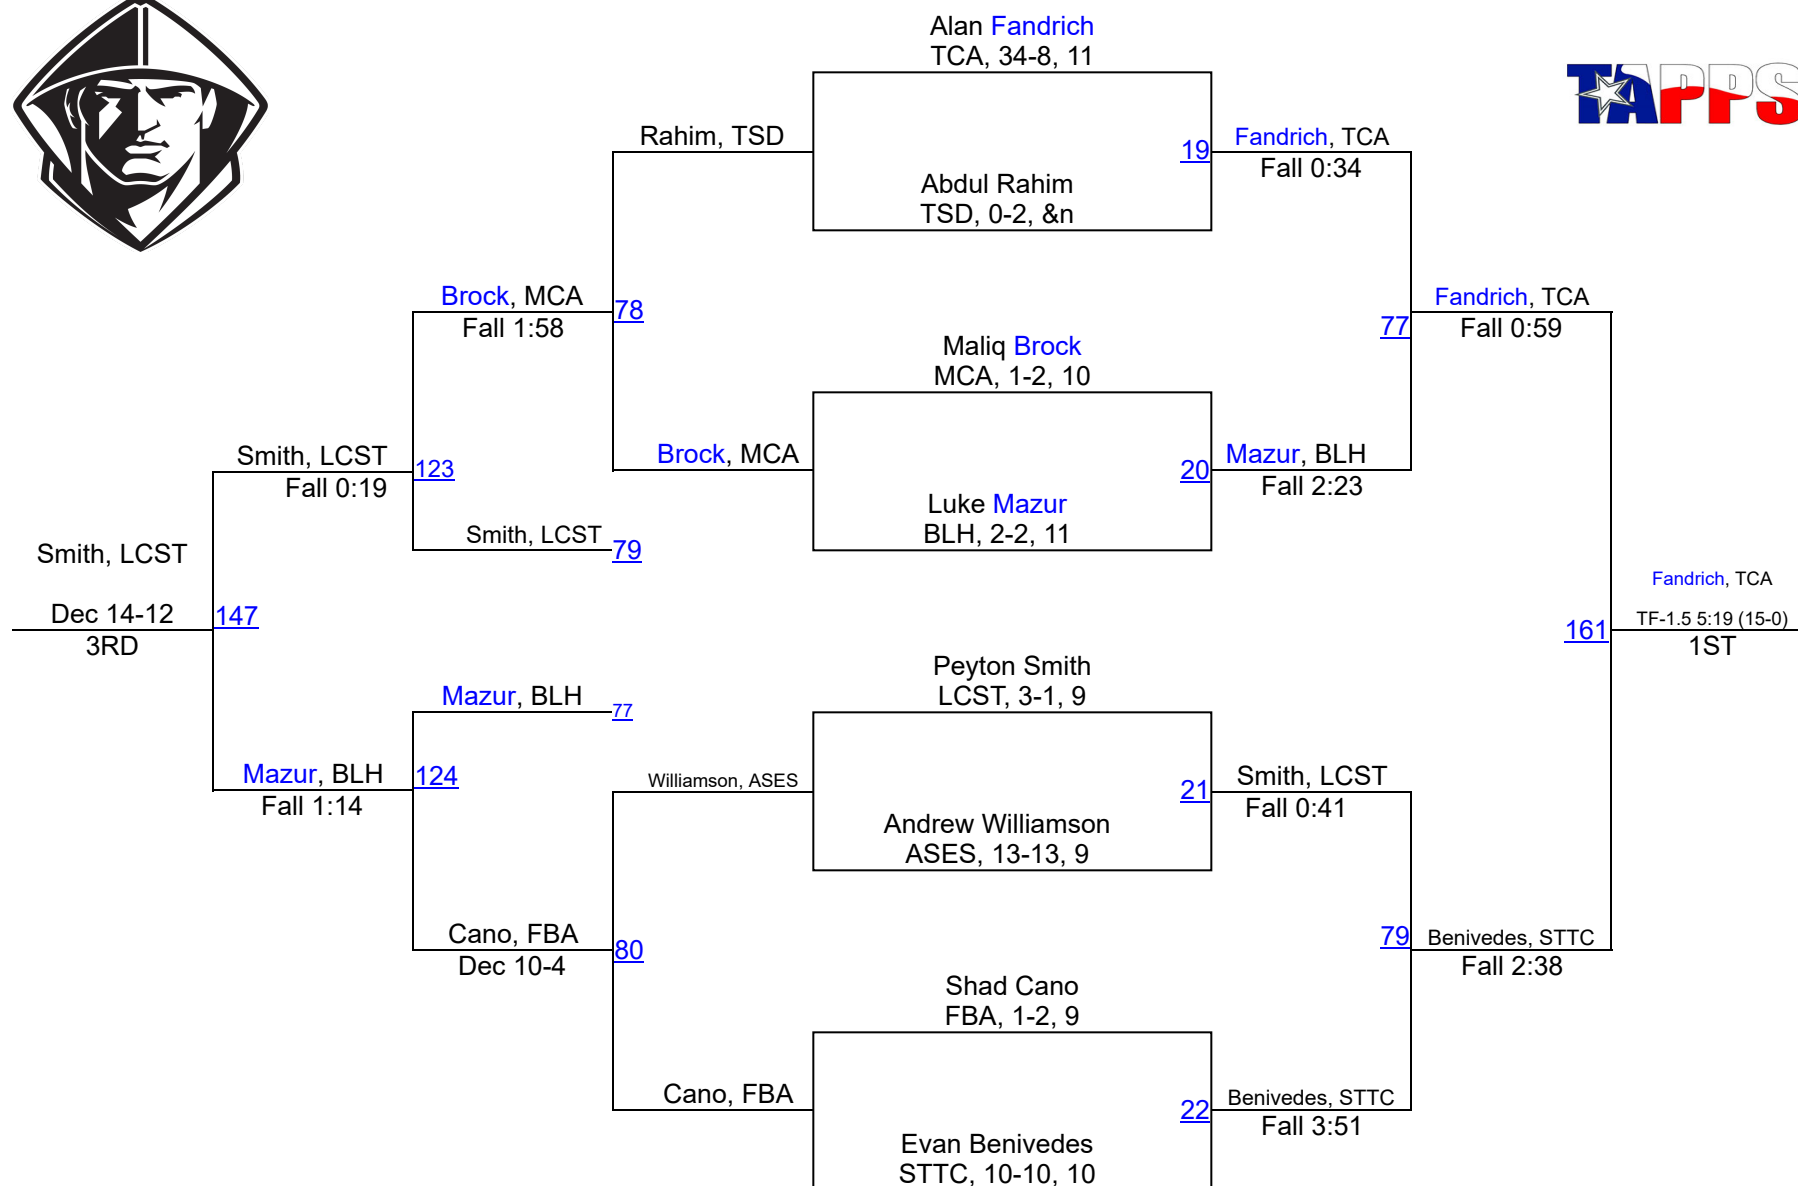 Alan Fandrich
TCA, 34-8, 11
TAPPS
Rahim, TSD
19
Fandrich, TCA
Fall 0:34
Abdul Rahim
TSD, 0-2, &n
Brock, MCA
Fall 1:58
78
Fandrich, TCA
Fall 0:59
77
Maliq Brock
MCA, 1-2, 10
Smith, LCST
Fall 0:19
123
Brock, MCA
20
Mazur, BLH
Fall 2:23
Luke Mazur
BLH, 2-2, 11
Smith, LCST
79
Smith, LCST
Dec 14-12
3RD
147
Fandrich, TCA
TF-1.5 5:19 (15-0)
1ST
161
Peyton Smith
LCST, 3-1, 9
Mazur, BLH
77
Mazur, BLH
Fall 1:14
124
Williamson, ASES
21
Smith, LCST
Fall 0:41
Andrew Williamson
ASES, 13-13, 9
Cano, FBA
Dec 10-4
80
79
Benivedes, STTC
Fall 2:38
Shad Cano
FBA, 1-2, 9
Cano, FBA
22
Benivedes, STTC
Fall 3:51
Evan Benivedes
STTC, 10-10, 10